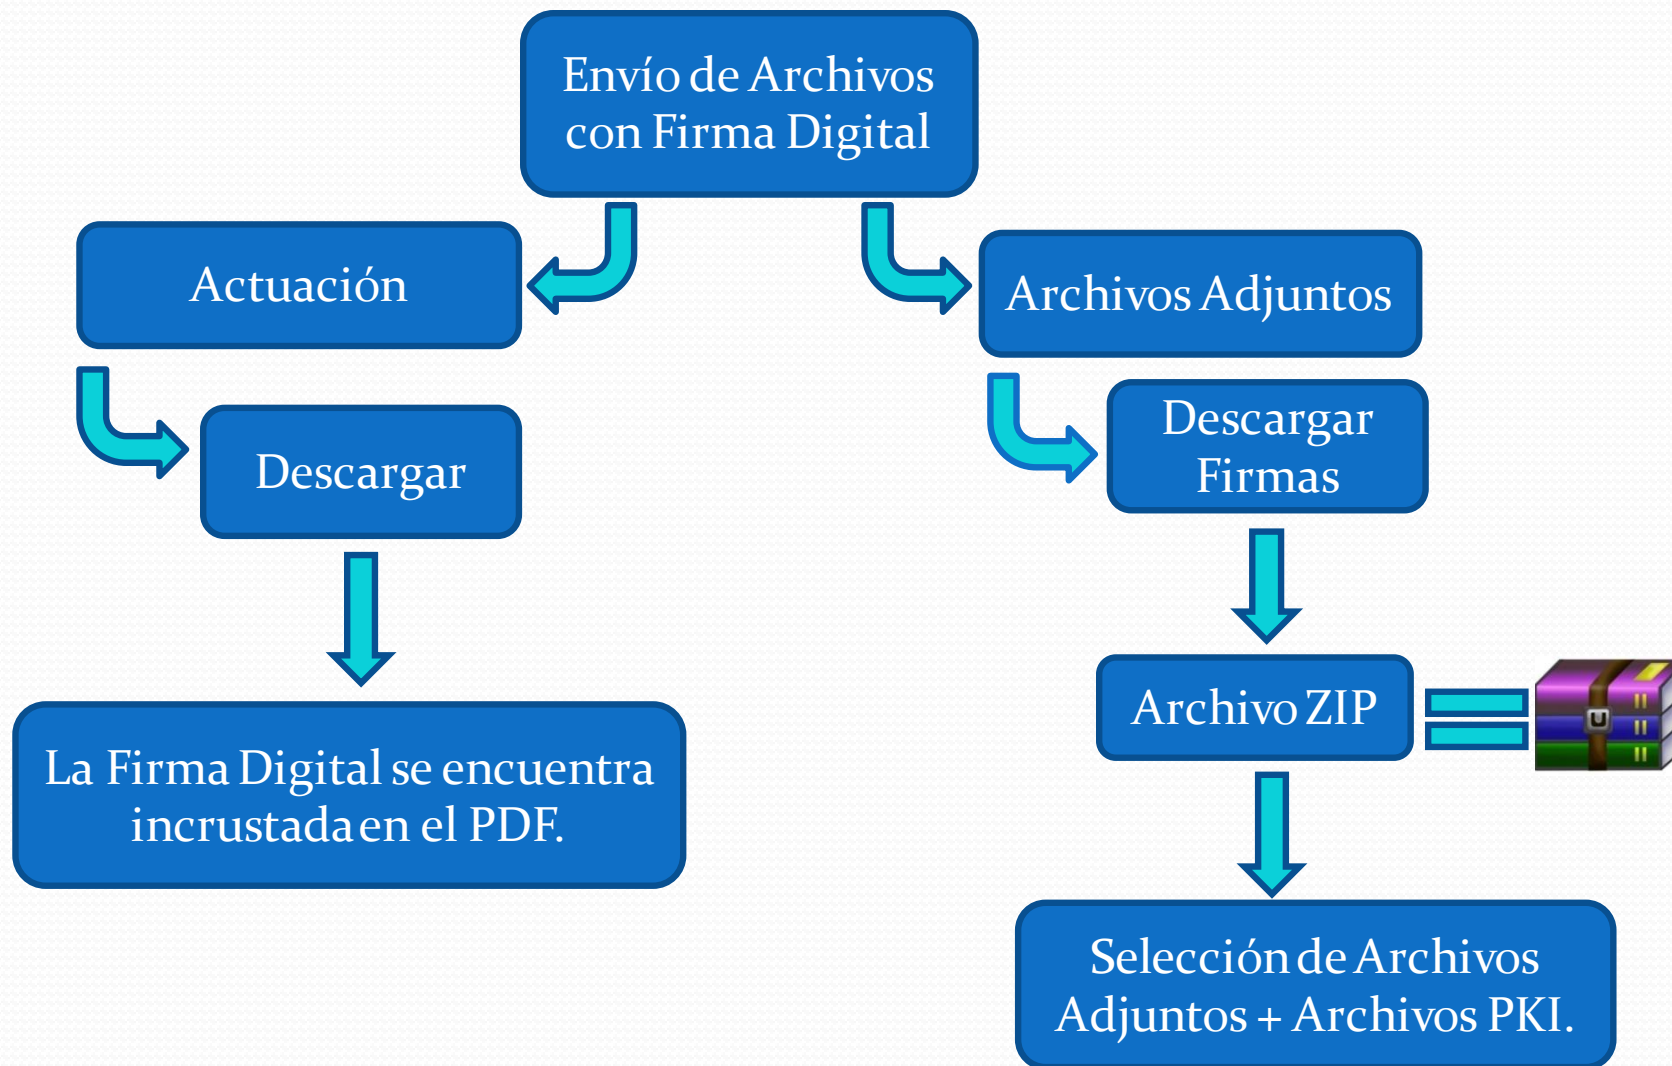 Envío de Archivos
con Firma Digital
Actuación
Descargar
La Firma Digital se encuentra
incrustada en el PDF.
Archivos Adjuntos
Descargar
Firmas
Archivo ZIP
Selección de Archivos
Adjuntos + Archivos PKI.